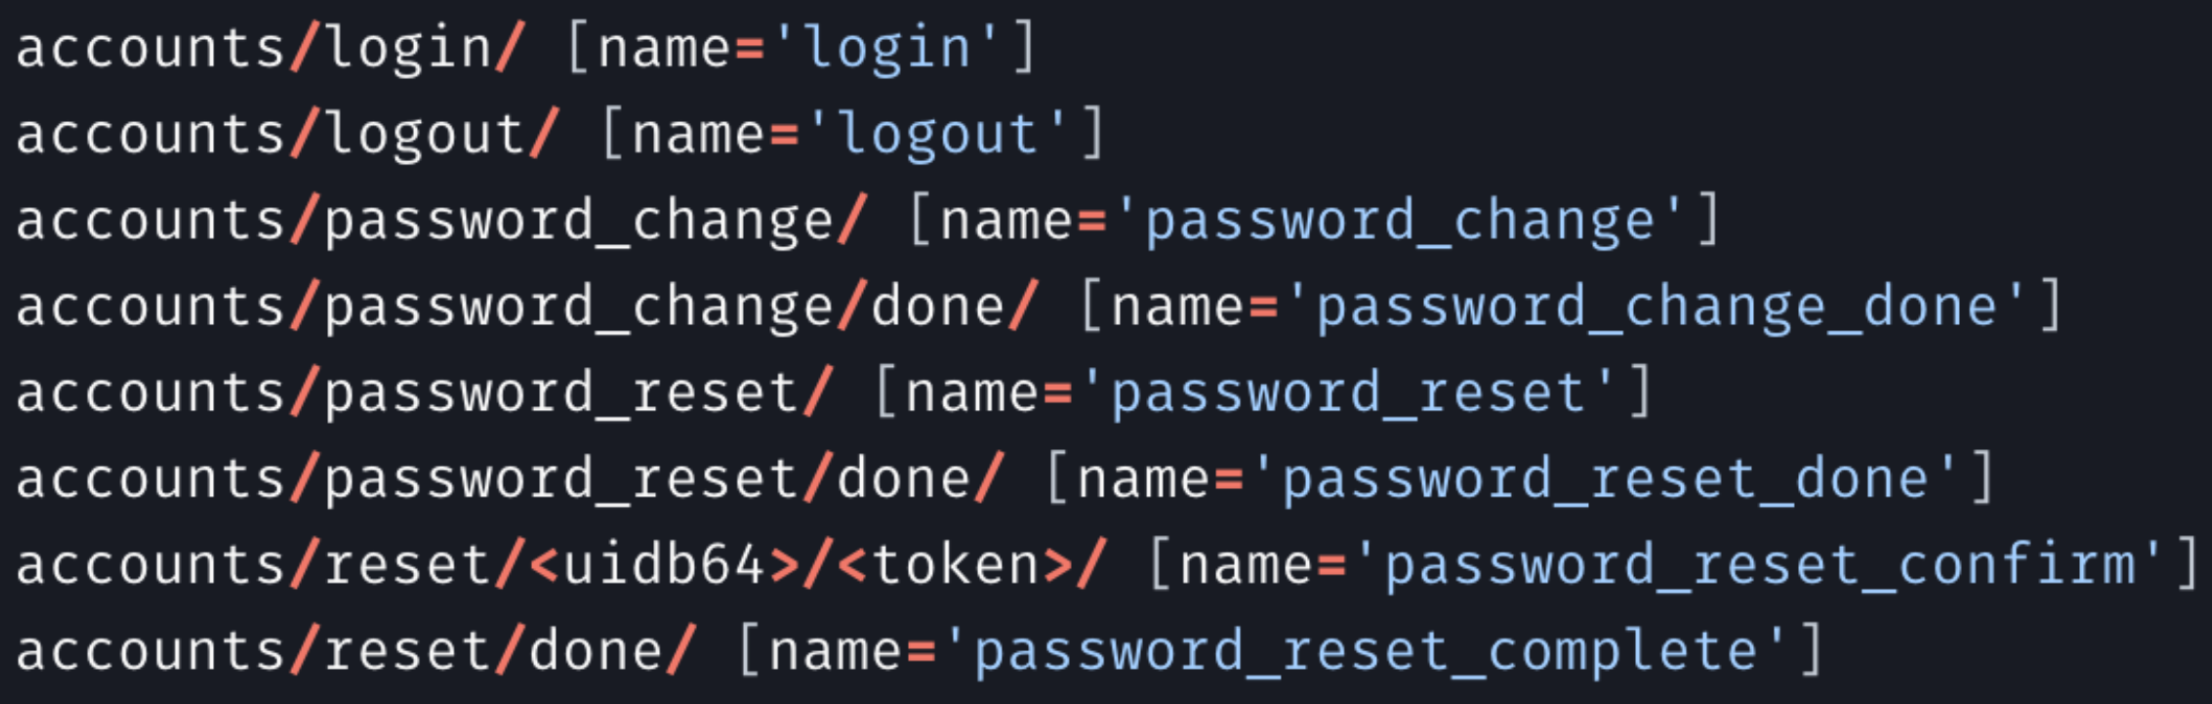 accounts/login/ [name='login']
accounts/logout/ [name='logout']
accounts/password_change/ [name='password_change']
accounts/password_change/done/ [name='password_change_done']
accounts/password_reset/ [name='password_reset']
accounts/password_reset/done/ [name='password_reset_done']
accounts/reset/<uidb64>/<token>/ [name='password_reset_confirm']
accounts/reset/done/ [name='password_reset_complete']